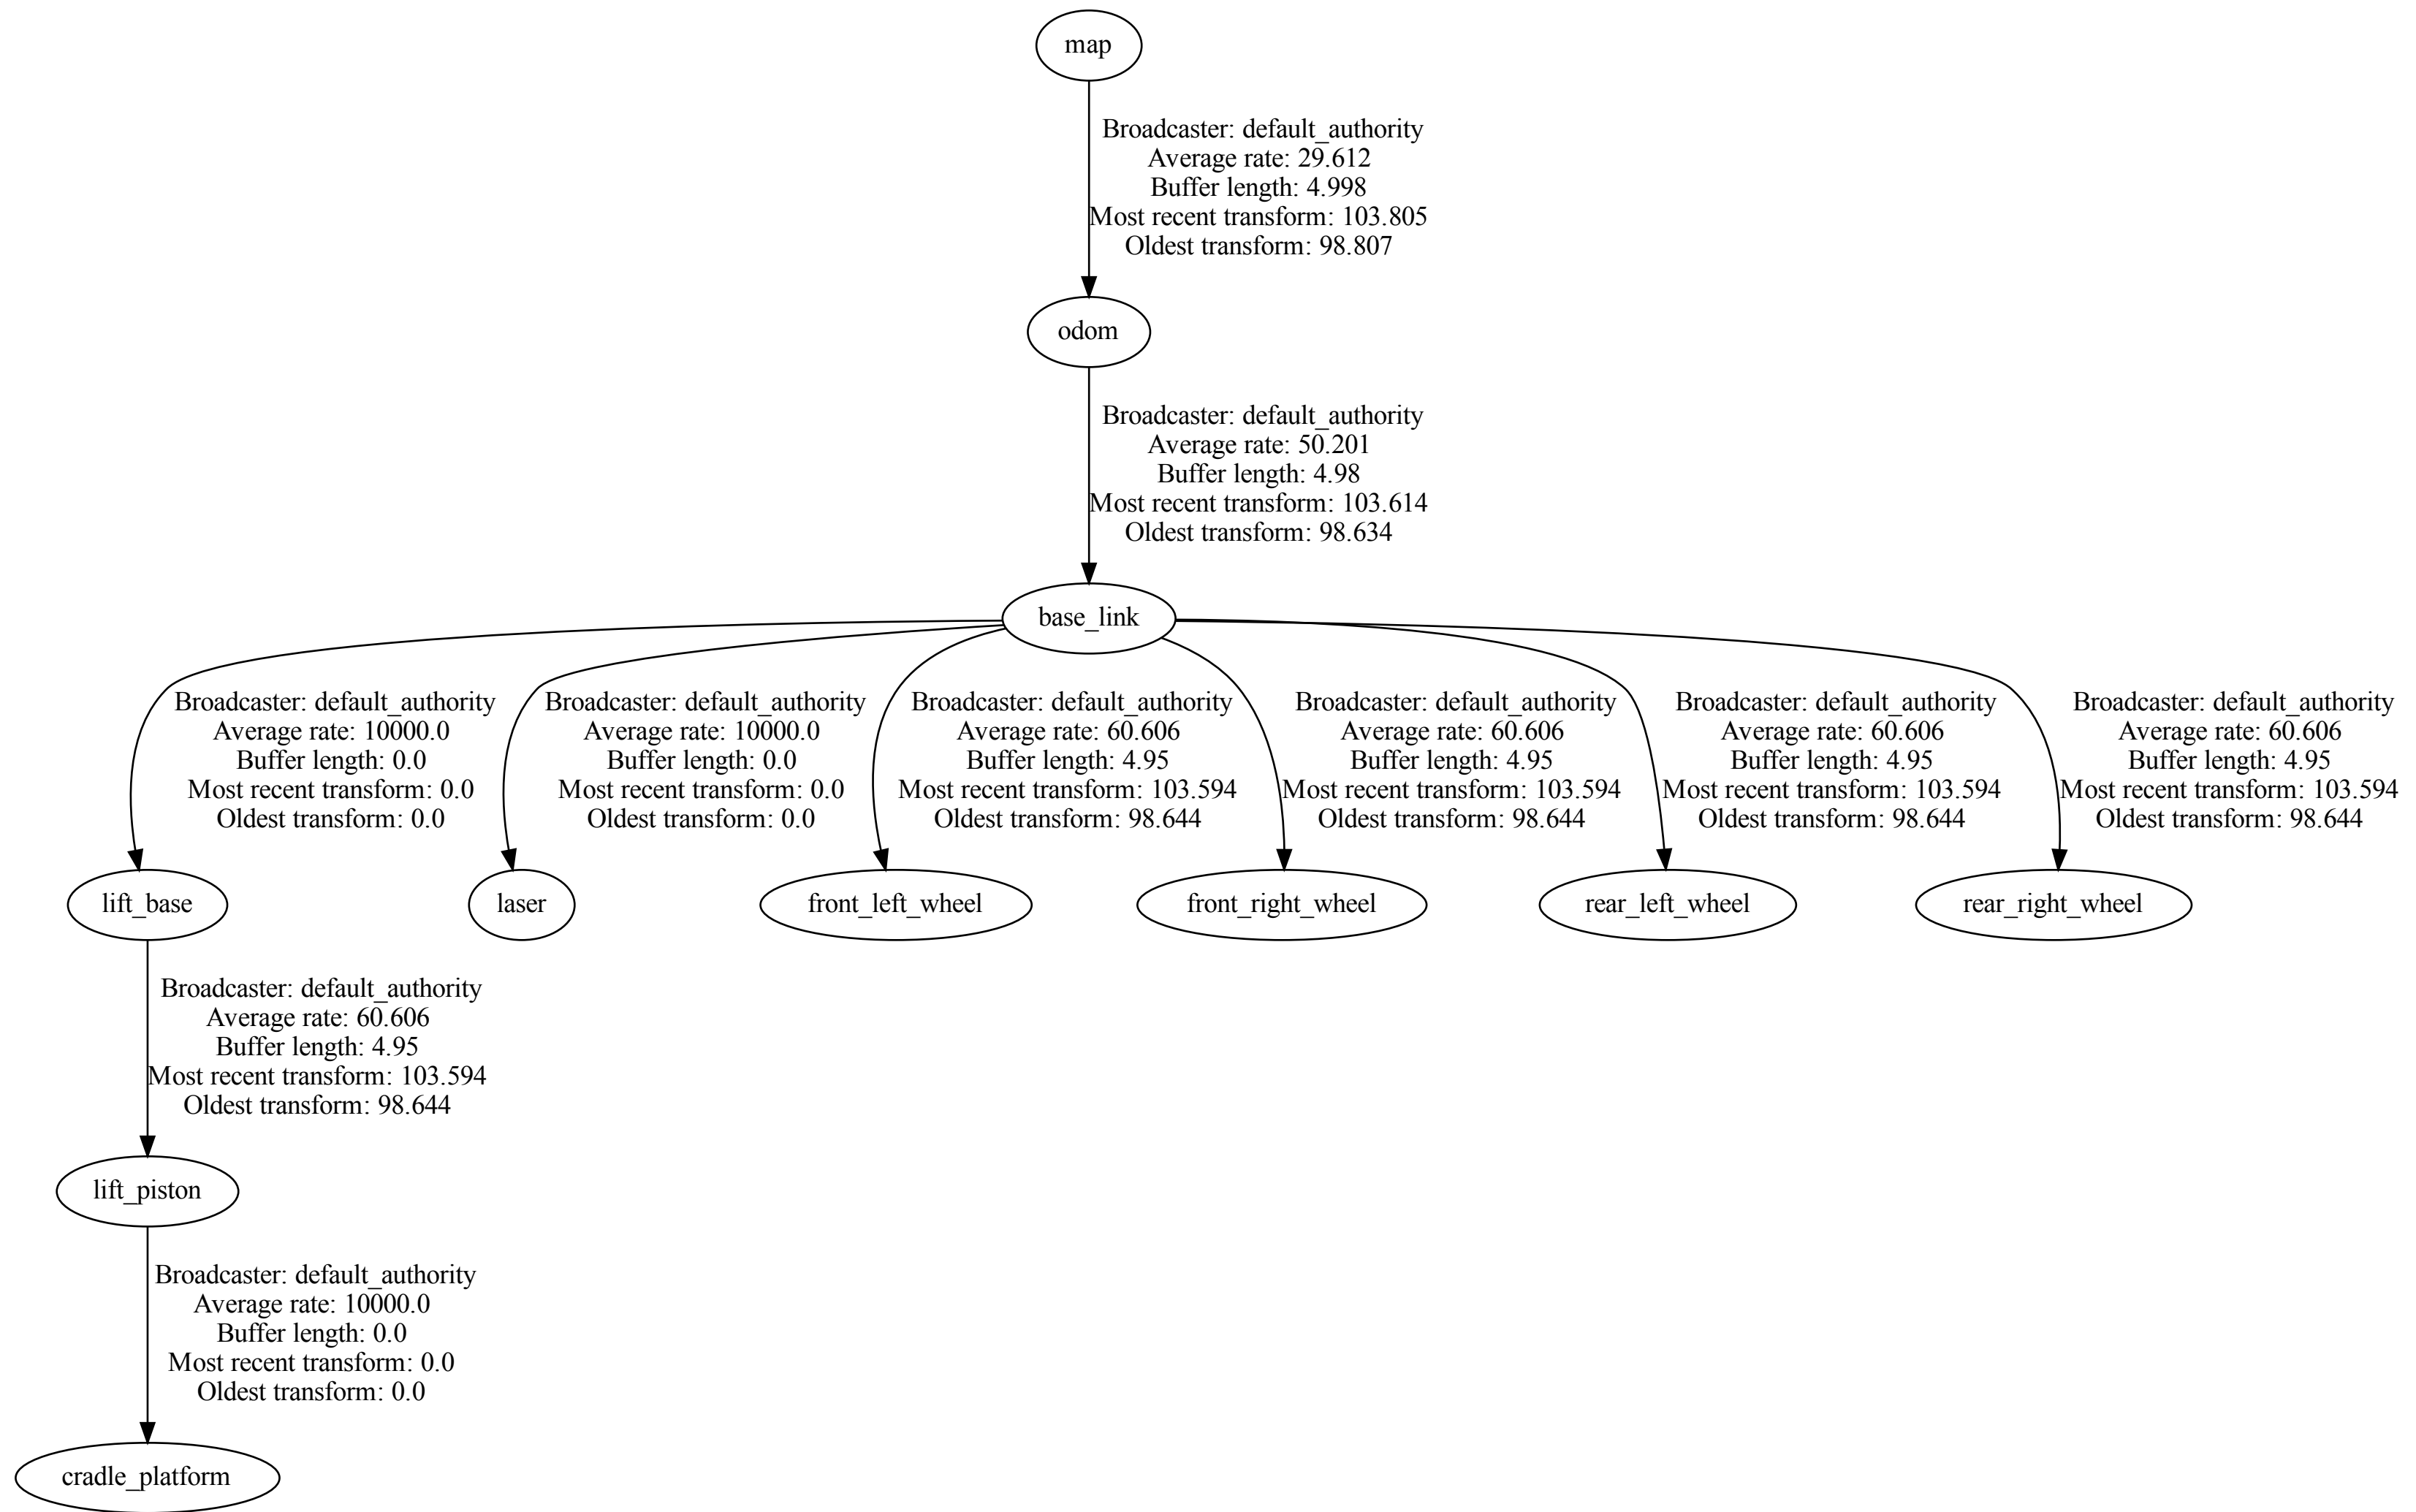 map
Broadcaster: default_authority
Average rate: 29.612
Buffer length: 4.998
Most recent transform: 103.805
Oldest transform: 98.807
odom
Broadcaster: default_authority
Average rate: 50.201
Buffer length: 4.98
Most recent transform: 103.614
Oldest transform: 98.634
base_link
Broadcaster: default_authority
Average rate: 10000.0
Buffer length: 0.0
Most recent transform: 0.0
Oldest transform: 0.0
Broadcaster: default_authority
Average rate: 10000.0
Buffer length: 0.0
Most recent transform: 0.0
Oldest transform: 0.0
Broadcaster: default_authority
Average rate: 60.606
Buffer length: 4.95
Most recent transform: 103.594
Oldest transform: 98.644
Broadcaster: default_authority
Average rate: 60.606
Buffer length: 4.95
Most recent transform: 103.594
Oldest transform: 98.644
Broadcaster: default_authority
Average rate: 60.606
Buffer length: 4.95
Most recent transform: 103.594
Oldest transform: 98.644
Broadcaster: default_authority
Average rate: 60.606
Buffer length: 4.95
Most recent transform: 103.594
Oldest transform: 98.644
lift_base
laser
front_left_wheel
front_right_wheel
rear_left_wheel
rear_right_wheel
Broadcaster: default_authority
Average rate: 60.606
Buffer length: 4.95
Most recent transform: 103.594
Oldest transform: 98.644
lift_piston
Broadcaster: default_authority
Average rate: 10000.0
Buffer length: 0.0
Most recent transform: 0.0
Oldest transform: 0.0
cradle_platform